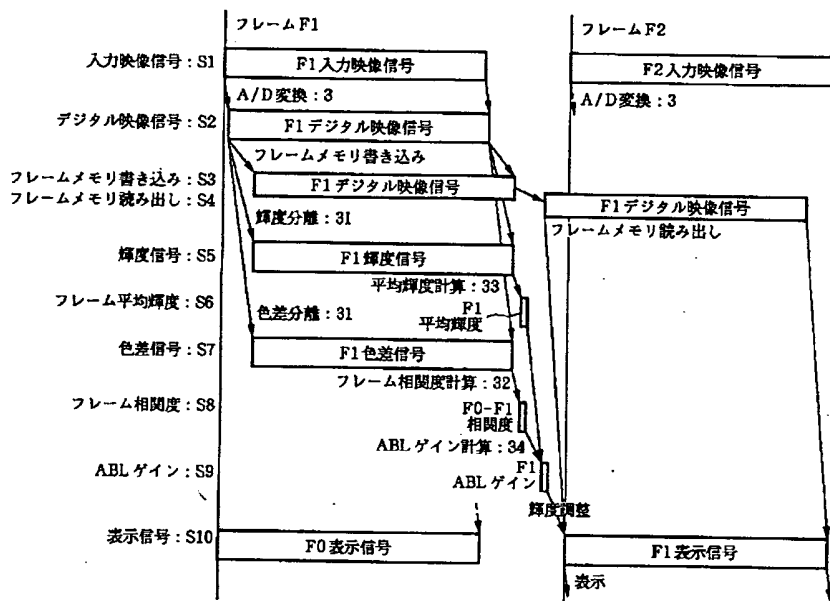 フレームF1
フレームF2
入力映像信号：S1
F1入力映像信号
F2入力映像信号
A/D変換：3
A/D変換：3
デジタル映像信号：S2
F1デジタル映像信号
フレームメモリ書き込み
フレームメモリ書き込み：S3
F1デジタル映像信号
フレームメモリ読み出し：S4
F1デジタル映像信号
輝度分離：31
フレームメモリ読み出し
輝度信号：S5
F1輝度信号
平均輝度計算：33
フレーム平均輝度：S6
F1
平均輝度
色差分離：31
色差信号：S7
F1色差信号
フレーム相関度計算：32
フレーム相関度：S8
F0-F1
相関度
ABLゲイン計算：34
ABLゲイン：S9
F1
ABLゲイン
輝度調整
表示信号：S10
F0表示信号
F1表示信号
表示